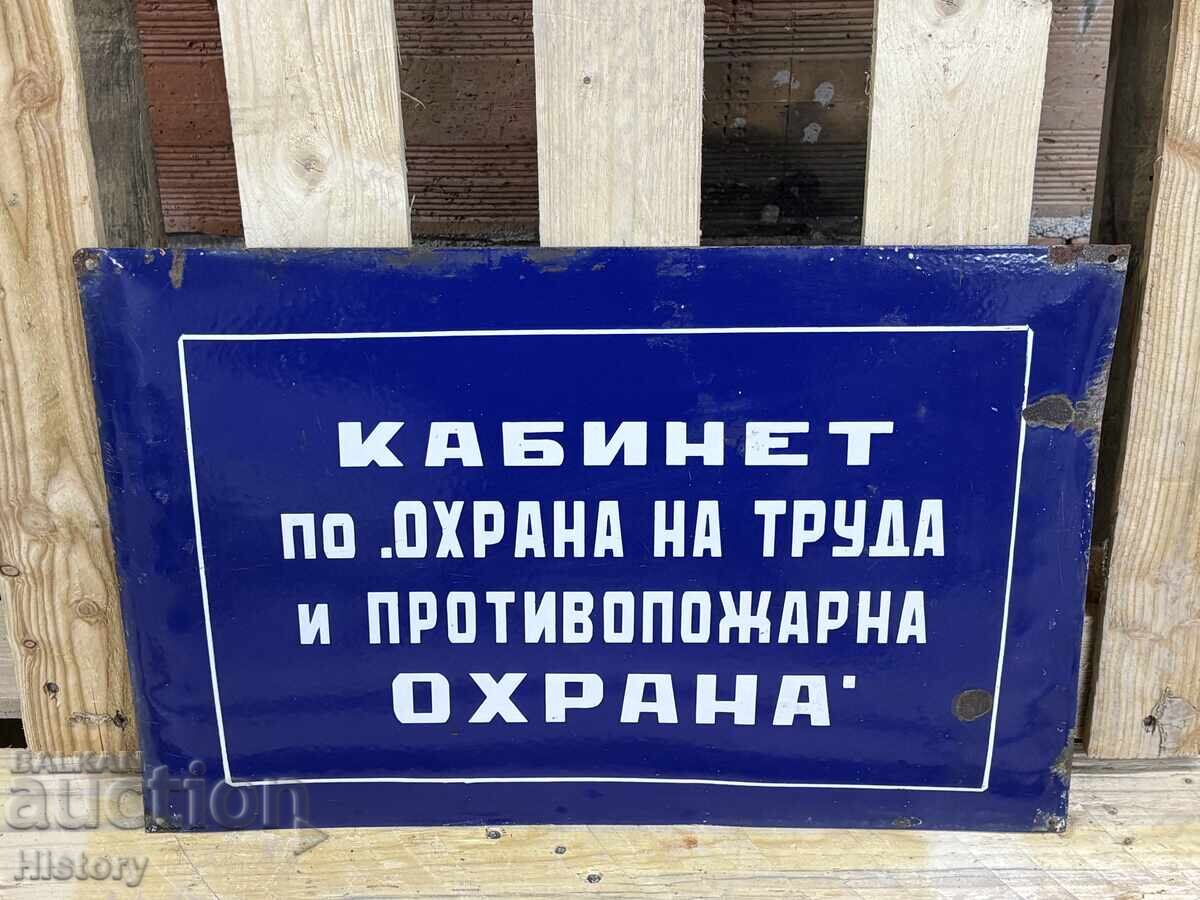 КАБИНЕТ
по .ОХРАНА НА ТРУДА
и ПРОТИВОПОЖАРНА
ОХРАНА'
BALKAN
auction
History